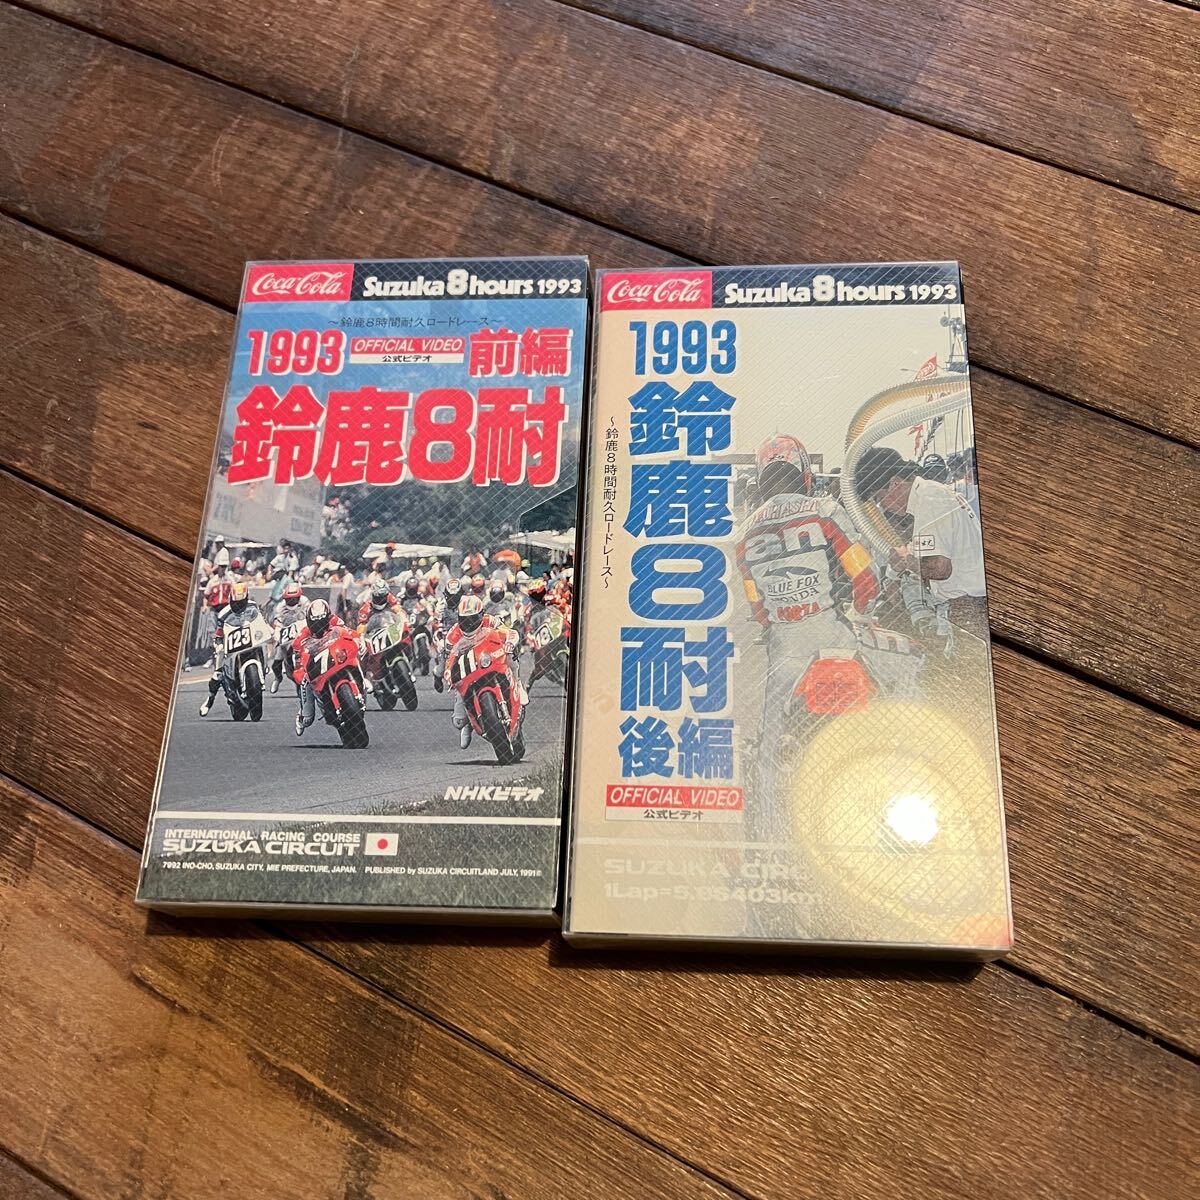 Coca-Cola
Suzuka 8hours 1993
～鈴鹿8時間耐久ロードレース～
1993
OFFICIAL VIDEO
公式ビデオ
前編
鈴鹿8耐
123
24
7
17
11
NHKビデオ
INTERNATIONAL RACING COURSE
SUZUKA CIRCUIT
7992 INO-CHO, SUZUKA CITY, MIE PREFECTURE, JAPAN. PUBLISHED by SUZUKA CIRCUITLAND JULY, 1991©
Coca-Cola
Suzuka 8hours 1993
1993
鈴鹿8耐
～鈴鹿8時間耐久ロードレース～
後編
OFFICIAL VIDEO
公式ビデオ
an
BLUE FOX
HONDA
SUZUKA CIRC
1Lap=5.86403km